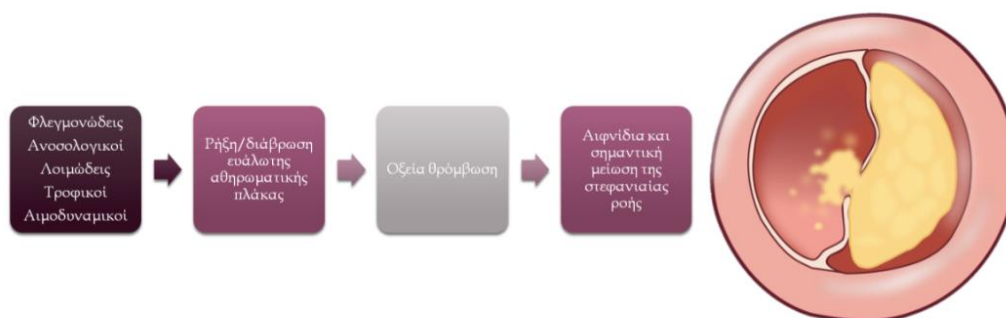 Φλεγμονώδεις
Ανοσολογικοί
Λοιμώδεις
Τροφικοί
Αιμοδυναμικοί
Ρήξη/διάβρωση
ευάλωτης
αθηρωματικής
πλάκας
Οξεία θρόμβωση
Αιφνίδια και
σημαντική
μείωση της
στεφανιαίας
ροής